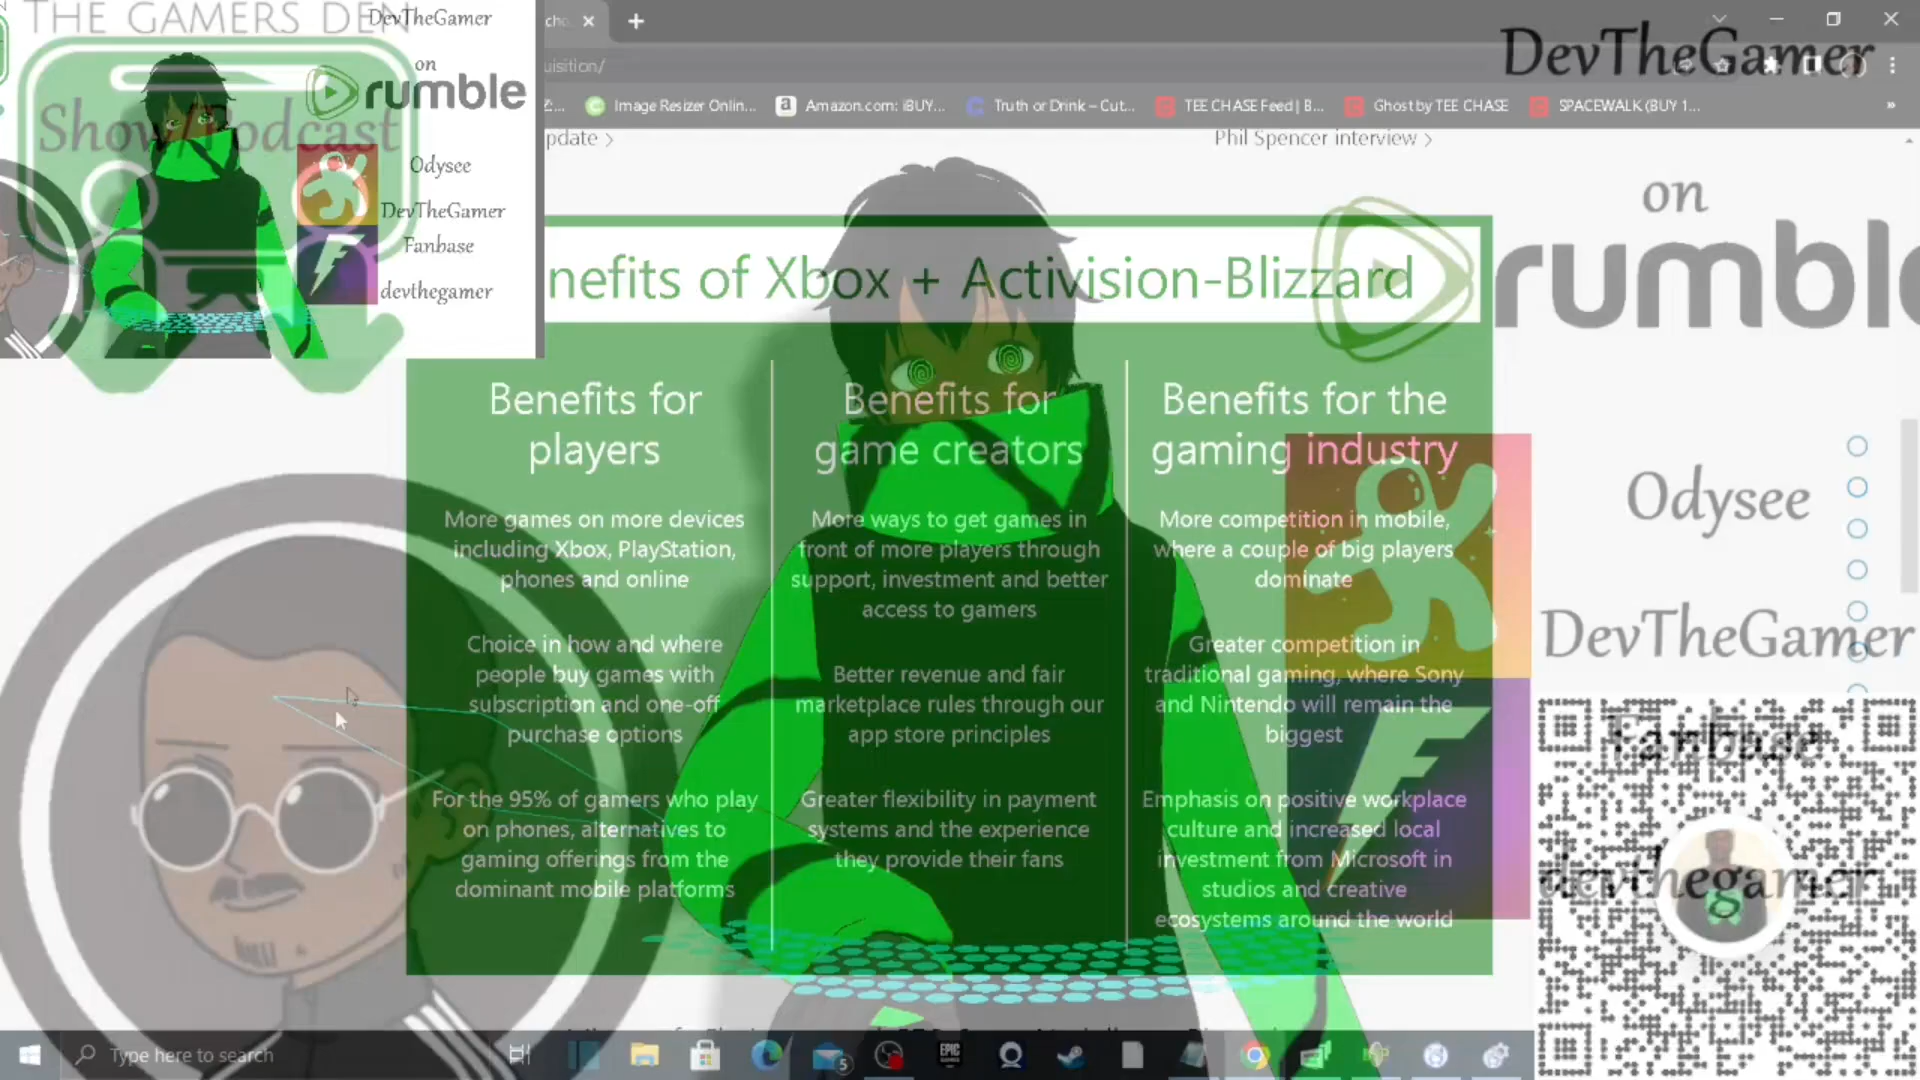 THE GAMERS DEN
Show/Podcast
DevTheGamer
on
rumble
Odysee
DevTheGamer
Fanbase
devthegamer
uisition/
DevTheGamer
Image Resizer Onlin...
Amazon.com: iBUY...
Truth or Drink – Cut...
TEE CHASE Feed | B...
Ghost by TEE CHASE
SPACEWALK (BUY 1...
»
pdate >
Phil Spencer interview >
on
rumble
nefits of Xbox + Activision-Blizzard
Benefits for
players
More games on more devices
including Xbox, PlayStation,
phones and online
Choice in how and where
people buy games with
subscription and one-off
purchase options
For the 95% of gamers who play
on phones, alternatives to
gaming offerings from the
dominant mobile platforms
Benefits for
game creators
More ways to get games in
front of more players through
support, investment and better
access to gamers
Better revenue and fair
marketplace rules through our
app store principles
Greater flexibility in payment
systems and the experience
they provide their fans
Benefits for the
gaming industry
More competition in mobile,
where a couple of big players
dominate
Greater competition in
traditional gaming, where Sony
and Nintendo will remain the
biggest
Emphasis on positive workplace
culture and increased local
investment from Microsoft in
studios and creative
ecosystems around the world
Odysee
DevTheGamer
Fanbase
devthegamer
Type here to search
5
EPIC